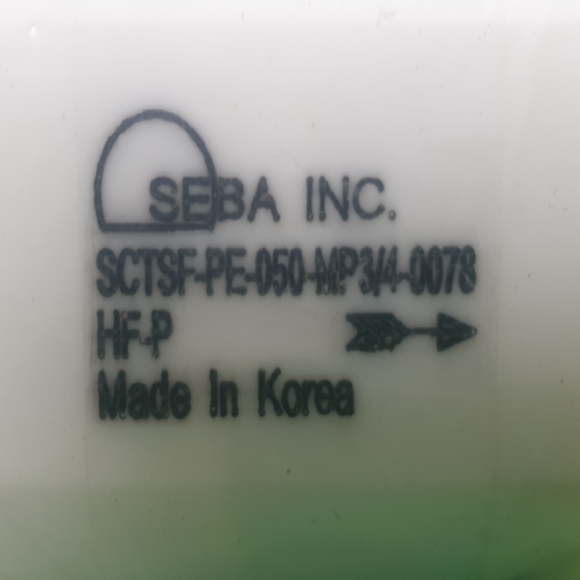 SEBA INC.
SCTSF-PE-050-MP3/4-0078
HF-P
Made In Korea